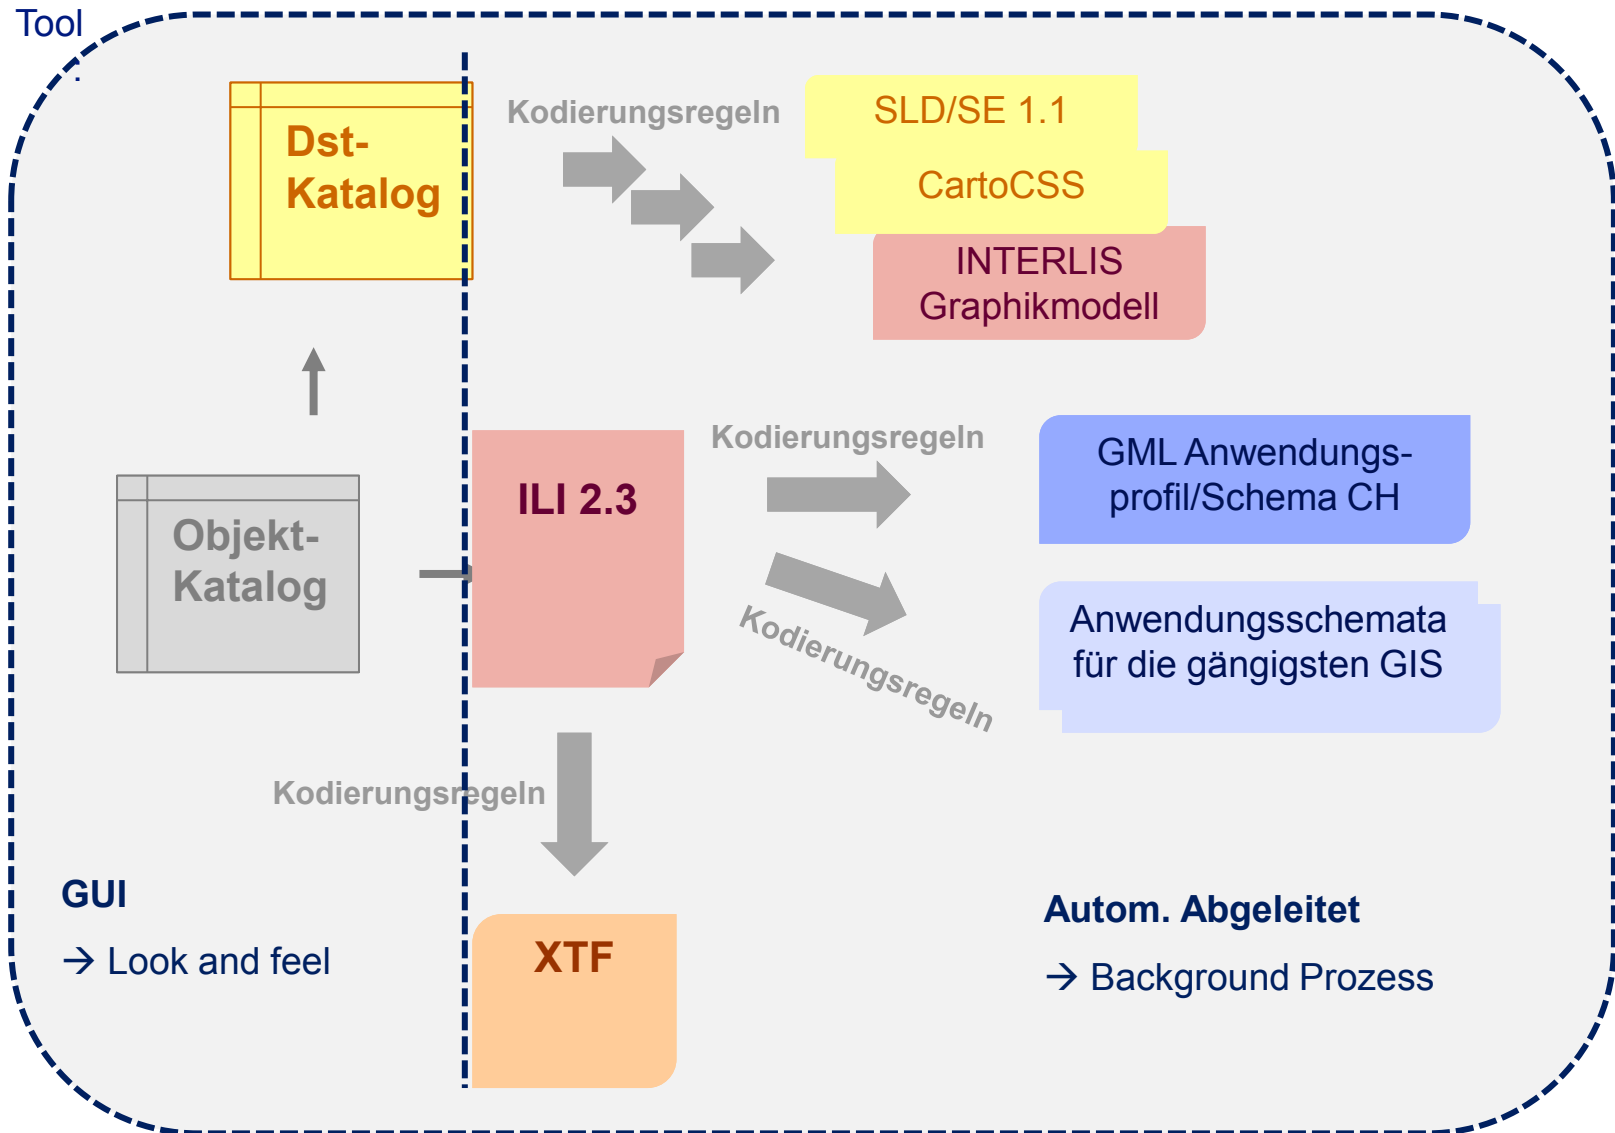 Tool
:
Dst-
Katalog
Kodierungsregeln
SLD/SE 1.1
CartoCSS
INTERLIS
Graphikmodell
Objekt-
Katalog
ILI 2.3
Kodierungsregeln
GML Anwendungs-
profil/Schema CH
Kodierungsregeln
Anwendungsschemata
für die gängigsten GIS
Kodierungsregeln
XTF
GUI
→ Look and feel
Autom. Abgeleitet
→ Background Prozess